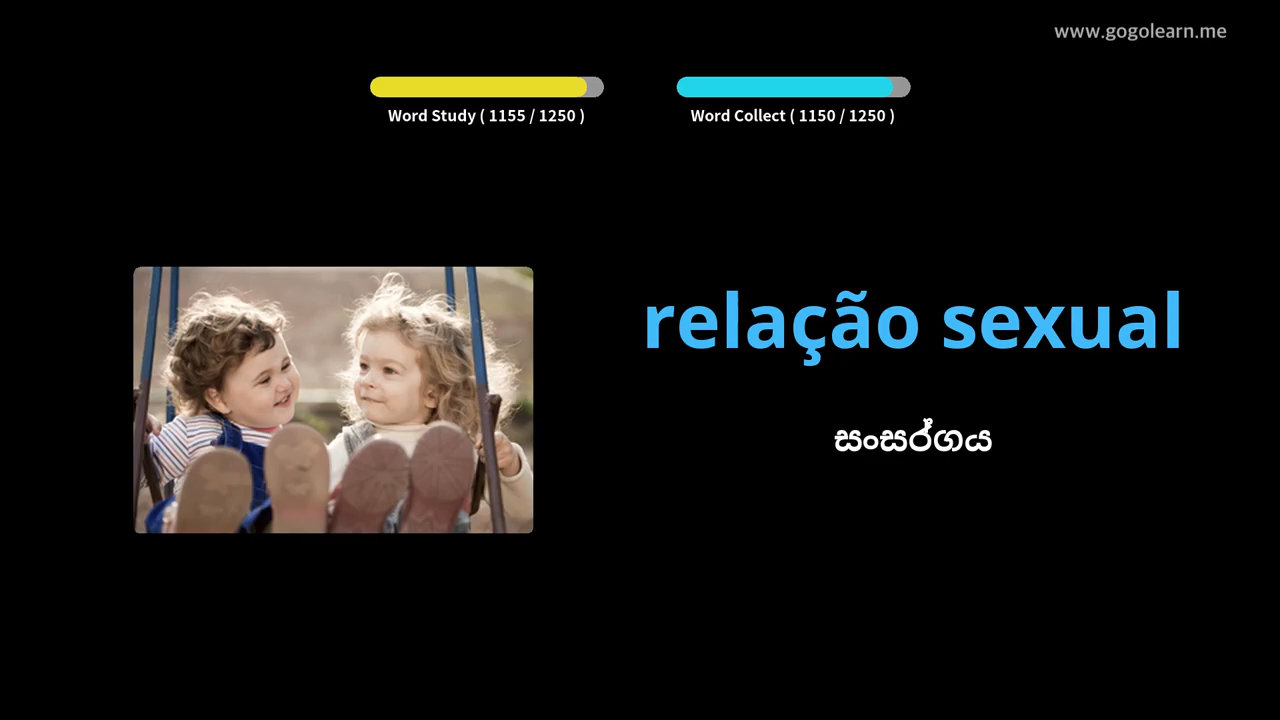 www.gogolearn.me
Word Study ( 1155 / 1250 )
Word Collect ( 1150 / 1250 )
relação sexual
සංසර්ගය